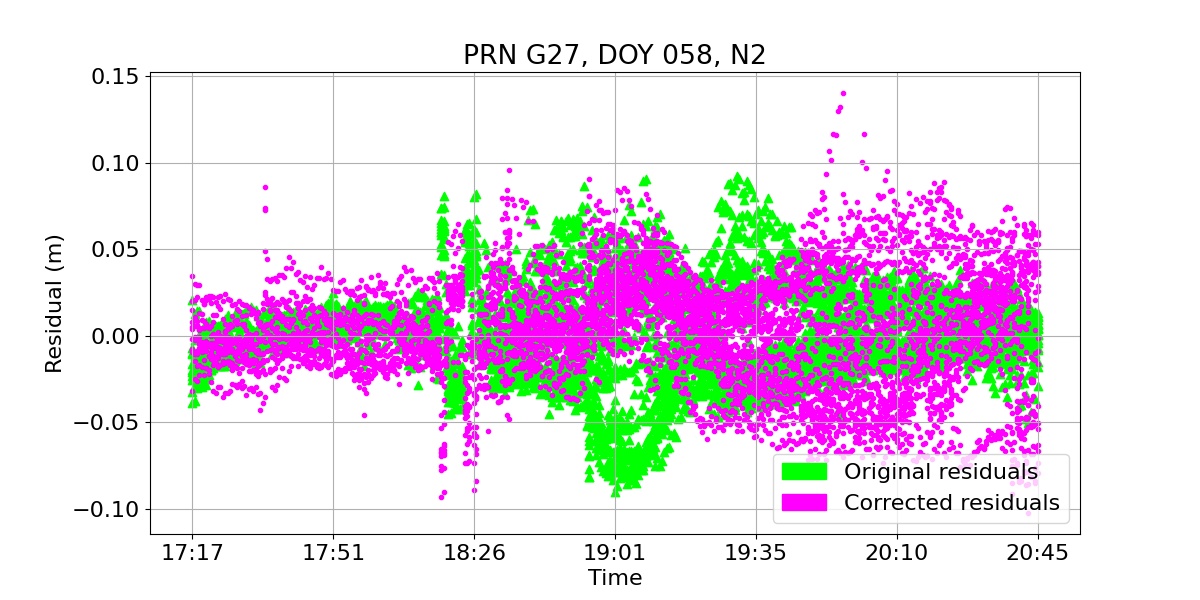 PRN G27, DOY 058, N2
0.15
0.10
0.05
0.00
−0.05
−0.10
Residual (m)
17:17 17:51 18:26 19:01 19:35 20:10 20:45
Time
Original residuals
Corrected residuals